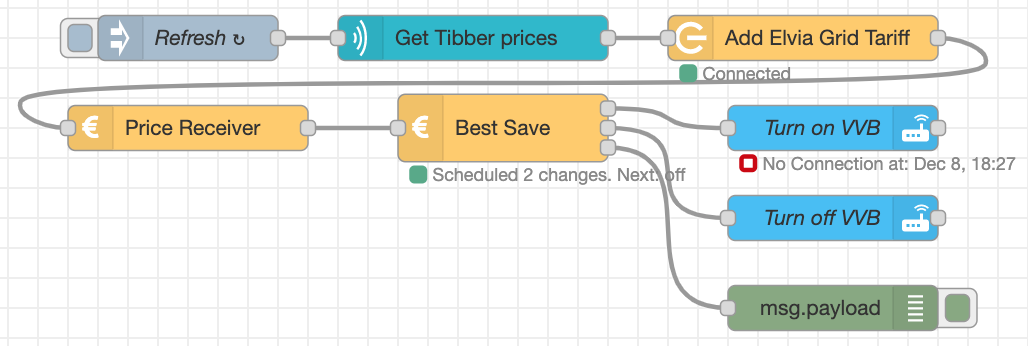 Refresh ↻
Get Tibber prices
Add Elvia Grid Tariff
Connected
€ Price Receiver
€ Best Save
Turn on VVB
Scheduled 2 changes. Next: off
No Connection at: Dec 8, 18:27
Turn off VVB
msg.payload